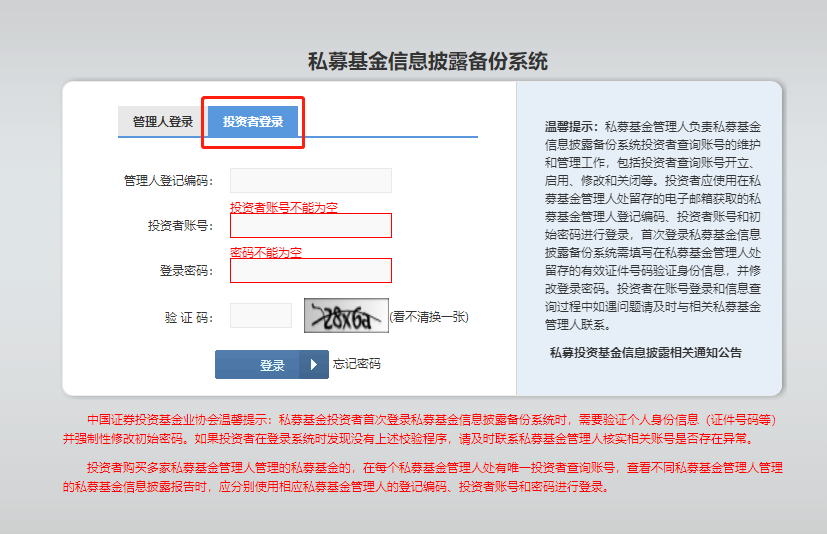 私募基金信息披露备份系统
管理人登录 投资者登录
管理人登记编码：
投资者账号不能为空
投资者账号：
密码不能为空
登录密码：
验 证 码： 28x6a (看不清换一张)
登录 忘记密码
温馨提示：私募基金管理人负责私募基金
信息披露备份系统投资者查询账号的维护
和管理工作，包括投资者查询账号开立、
启用、修改和关闭等。投资者应使用在私
募基金管理人处留存的电子邮箱获取的私
募基金管理人登记编码、投资者账号和初
始密码进行登录，首次登录私募基金信息
披露备份系统需填写在私募基金管理人处
留存的有效证件号码验证身份信息，并修
改登录密码。投资者在账号登录和信息查
询过程中如遇问题请及时与相关私募基金
管理人联系。
私募投资基金信息披露相关通知公告
中国证券投资基金业协会温馨提示：私募基金投资者首次登录私募基金信息披露备份系统时，需要验证个人身份信息（证件号码等）
并强制性修改初始密码。如果投资者在登录系统时发现没有上述校验程序，请及时联系私募基金管理人核实相关账号是否存在异常。
投资者购买多家私募基金管理人管理的私募基金的，在每个私募基金管理人处有唯一投资者查询账号，查看不同私募基金管理人管理
的私募基金信息披露报告时，应分别使用相应私募基金管理人的登记编码、投资者账号和密码进行登录。